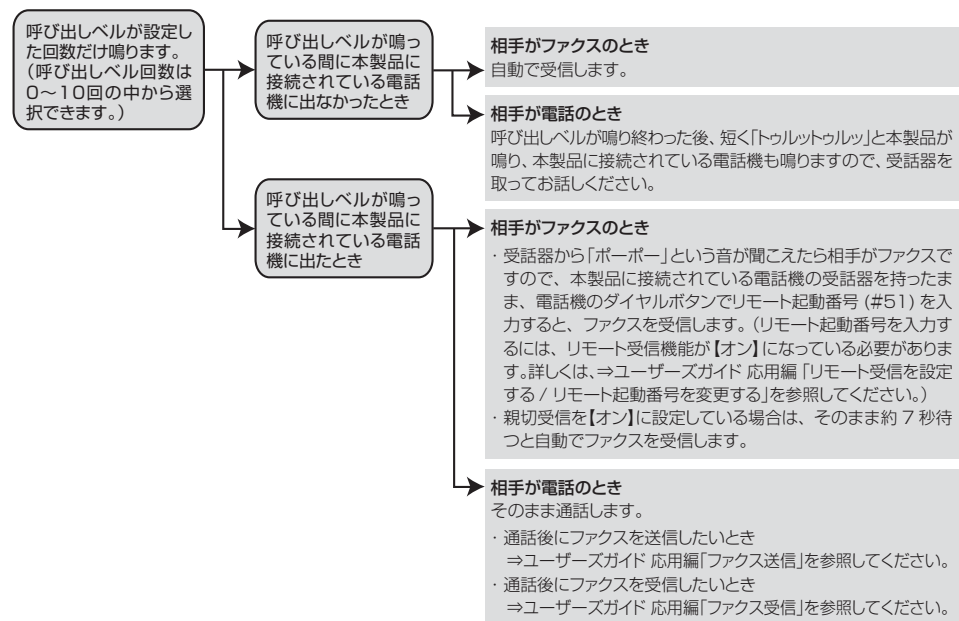 呼び出しベルが設定し
た回数だけ鳴ります。
（呼び出しベル回数は
0〜10回の中から選
択できます。）
呼び出しベルが鳴っ
ている間に本製品に
接続されている電話
機に出なかったとき
相手がファクスのとき
自動で受信します。
相手が電話のとき
呼び出しベルが鳴り終わった後、短く「トゥルットゥルッ」と本製品が
鳴り、本製品に接続されている電話機も鳴りますので、受話器を
取ってお話しください。
呼び出しベルが鳴っ
ている間に本製品に
接続されている電話
機に出たとき
相手がファクスのとき
・受話器から「ポーポー」という音が聞こえたら相手がファクスで
すので、本製品に接続されている電話機の受話器を持ったま
ま、電話機のダイヤルボタンでリモート起動番号 (#51) を入
力すると、ファクスを受信します。（リモート起動番号を入力す
るには、リモート受信機能が【オン】になっている必要がありま
す。詳しくは、⇒ユーザーズガイド 応用編「リモート受信を設定
する / リモート起動番号を変更する」を参照してください。）
・親切受信を【オン】に設定している場合は、そのまま約 7 秒待
つと自動でファクスを受信します。
相手が電話のとき
そのまま通話します。
・通話後にファクスを送信したいとき
⇒ユーザーズガイド 応用編「ファクス送信」を参照してください。
・通話後にファクスを受信したいとき
⇒ユーザーズガイド 応用編「ファクス受信」を参照してください。